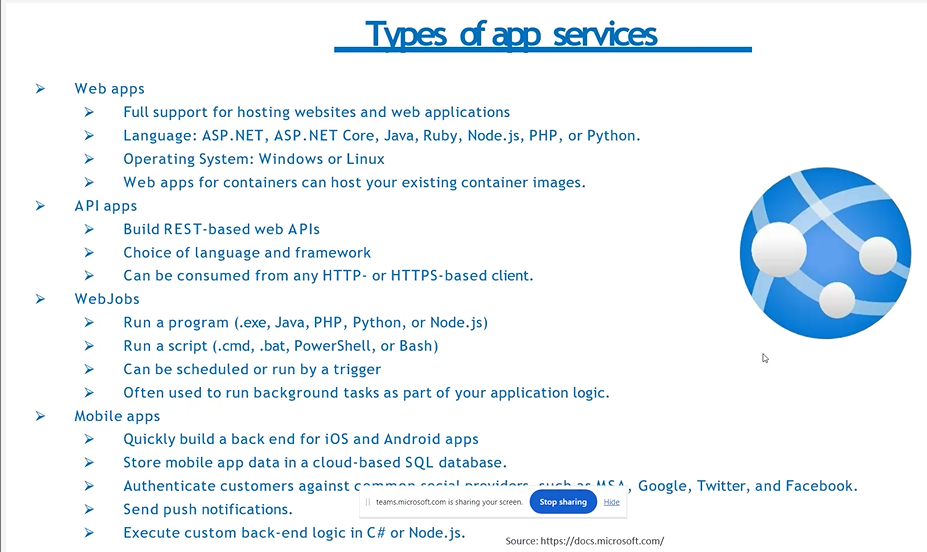 Types of app services
Web apps
Full support for hosting websites and web applications
Language: ASP.NET, ASP.NET Core, Java, Ruby, Node.js, PHP, or Python.
Operating System: Windows or Linux
Web apps for containers can host your existing container images.
API apps
Build REST-based web APIs
Choice of language and framework
Can be consumed from any HTTP- or HTTPS-based client.
WebJobs
Run a program (.exe, Java, PHP, Python, or Node.js)
Run a script (.cmd, .bat, PowerShell, or Bash)
Can be scheduled or run by a trigger
Often used to run background tasks as part of your application logic.
Mobile apps
Quickly build a back end for iOS and Android apps
Store mobile app data in a cloud-based SQL database.
Authenticate customers against common social providers, such as MSA, Google, Twitter, and Facebook.
teams.microsoft.com is sharing your screen. Stop sharing Hide
Send push notifications.
Execute custom back-end logic in C# or Node.js.
Source: https://docs.microsoft.com/